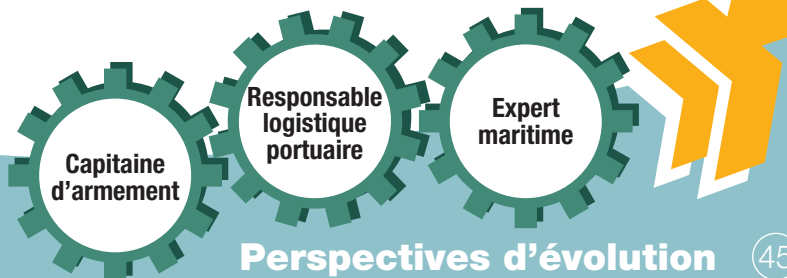 Capitaine
d'armement
Responsable
logistique
portuaire
Expert
maritime
Perspectives d'évolution
45